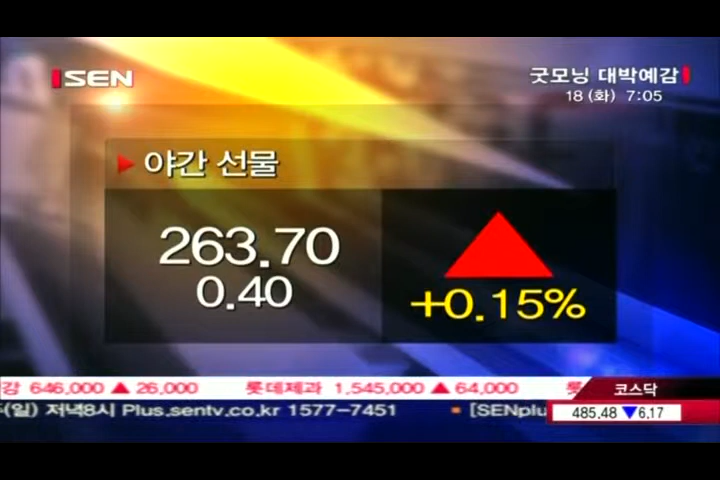 SEN
굿모닝 대박예감
18 (화) 7:05
야간 선물
263.70
0.40
+0.15%
강 646,000 ▲ 26,000 롯데제과 1,545,000 ▲ 64,000 롯
코스닥
(일) 저녁8시 Plus.sentv.co.kr 1577-7451 [SENplu
485.48 ▼6.17